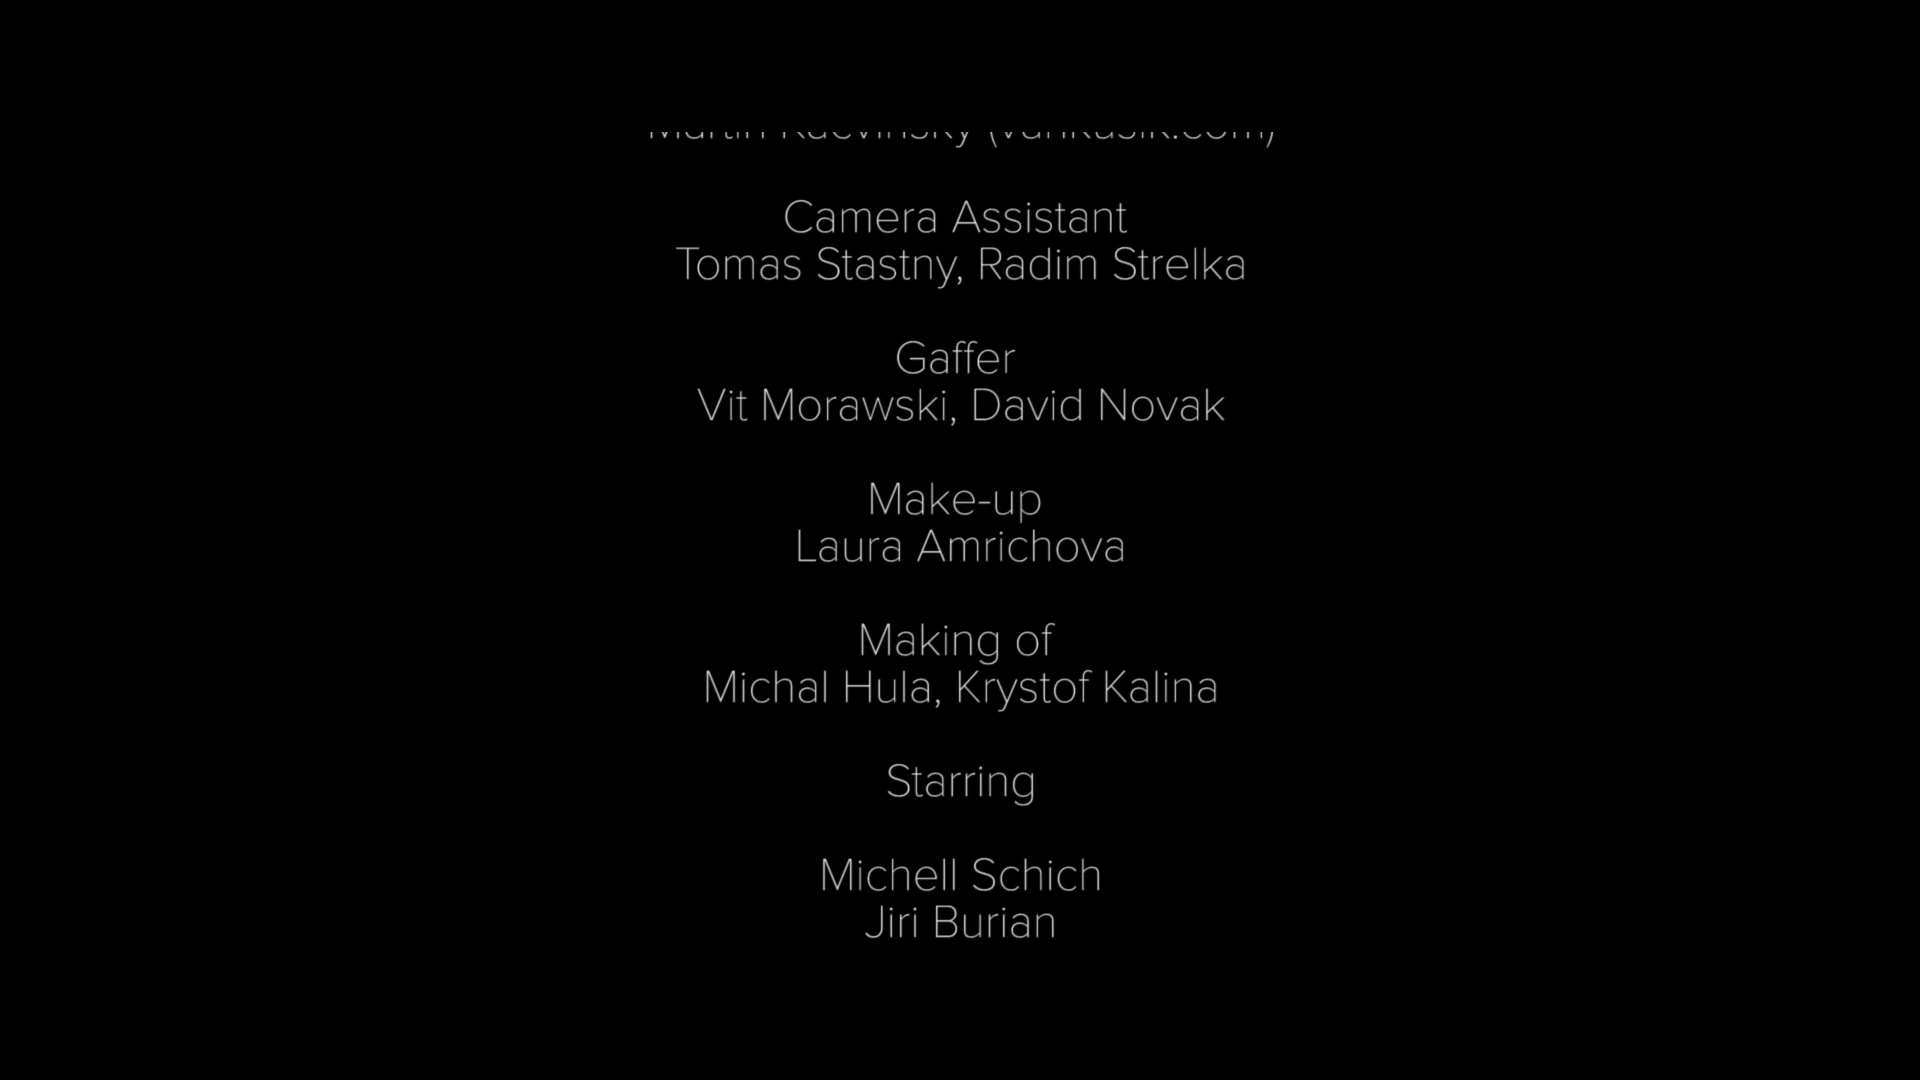 Camera Assistant
Tomas Stastny, Radim Strelka
Gaffer
Vit Morawski, David Novak
Make-up
Laura Amrichova
Making of
Michal Hula, Krystof Kalina
Starring
Michell Schich
Jiri Burian